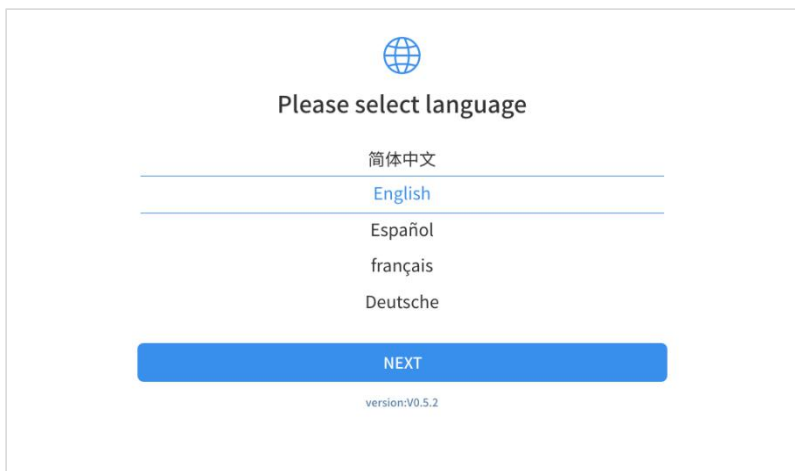 Please select language
简体中文
English
Español
français
Deutsche
NEXT
version:V0.5.2